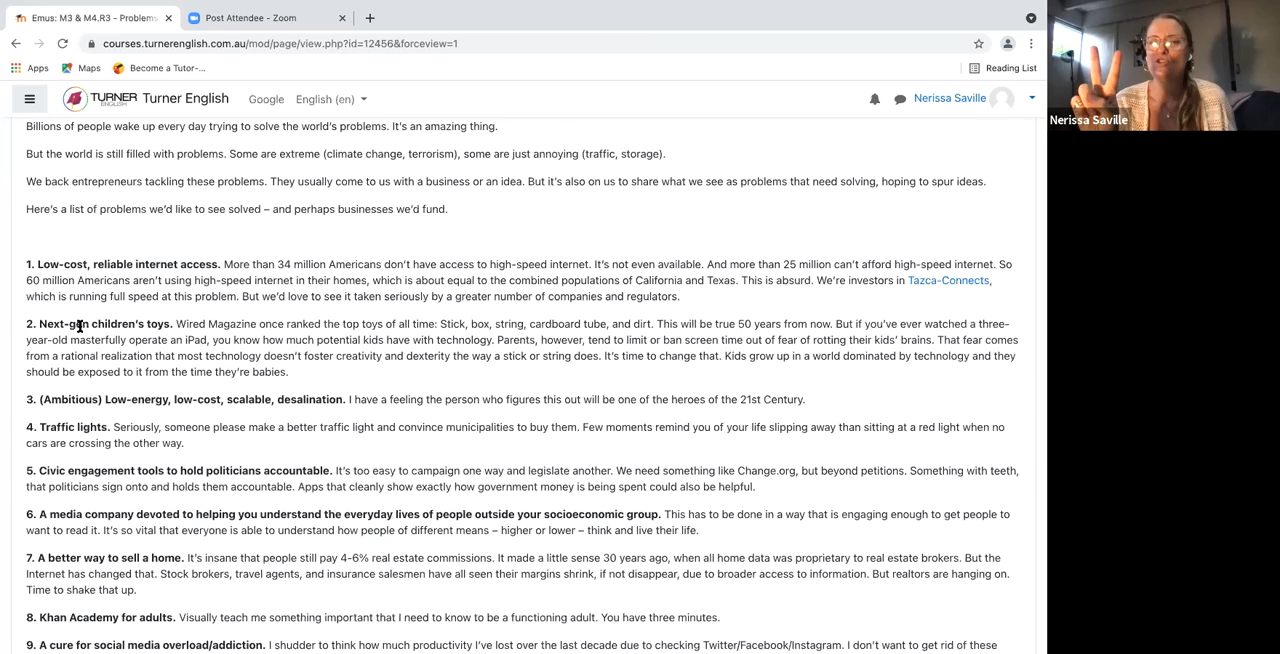 Emus: M3 & M4.R3 - Problems
Post Attendee - Zoom
courses.turnerenglish.com.au/mod/page/view.php?id=12456&forceview=1
Apps
Maps
Become a Tutor-...
Reading List
TURNER
ENGLISH
Turner English
Google
English (en)
Nerissa Saville
Nerissa Saville
Billions of people wake up every day trying to solve the world's problems. It's an amazing thing.
But the world is still filled with problems. Some are extreme (climate change, terrorism), some are just annoying (traffic, storage).
We back entrepreneurs tackling these problems. They usually come to us with a business or an idea. But it's also on us to share what we see as problems that need solving, hoping to spur ideas.
Here's a list of problems we'd like to see solved – and perhaps businesses we'd fund.
1. Low-cost, reliable internet access. More than 34 million Americans don't have access to high-speed internet. It's not even available. And more than 25 million can't afford high-speed internet. So
60 million Americans aren't using high-speed internet in their homes, which is about equal to the combined populations of California and Texas. This is absurd. We're investors in Tazca-Connects,
which is running full speed at this problem. But we'd love to see it taken seriously by a greater number of companies and regulators.
2. Next-gen children's toys. Wired Magazine once ranked the top toys of all time: Stick, box, string, cardboard tube, and dirt. This will be true 50 years from now. But if you've ever watched a three-
year-old masterfully operate an iPad, you know how much potential kids have with technology. Parents, however, tend to limit or ban screen time out of fear of rotting their kids' brains. That fear comes
from a rational realization that most technology doesn't foster creativity and dexterity the way a stick or string does. It's time to change that. Kids grow up in a world dominated by technology and they
should be exposed to it from the time they're babies.
3. (Ambitious) Low-energy, low-cost, scalable, desalination. I have a feeling the person who figures this out will be one of the heroes of the 21st Century.
4. Traffic lights. Seriously, someone please make a better traffic light and convince municipalities to buy them. Few moments remind you of your life slipping away than sitting at a red light when no
cars are crossing the other way.
5. Civic engagement tools to hold politicians accountable. It's too easy to campaign one way and legislate another. We need something like Change.org, but beyond petitions. Something with teeth,
that politicians sign onto and holds them accountable. Apps that cleanly show exactly how government money is being spent could also be helpful.
6. A media company devoted to helping you understand the everyday lives of people outside your socioeconomic group. This has to be done in a way that is engaging enough to get people to
want to read it. It's so vital that everyone is able to understand how people of different means – higher or lower – think and live their life.
7. A better way to sell a home. It's insane that people still pay 4-6% real estate commissions. It made a little sense 30 years ago, when all home data was proprietary to real estate brokers. But the
Internet has changed that. Stock brokers, travel agents, and insurance salesmen have all seen their margins shrink, if not disappear, due to broader access to information. But realtors are hanging on.
Time to shake that up.
8. Khan Academy for adults. Visually teach me something important that I need to know to be a functioning adult. You have three minutes.
9. A cure for social media overload/addiction. I shudder to think how much productivity I've lost over the last decade due to checking Twitter/Facebook/Instagram. I don't want to get rid of these